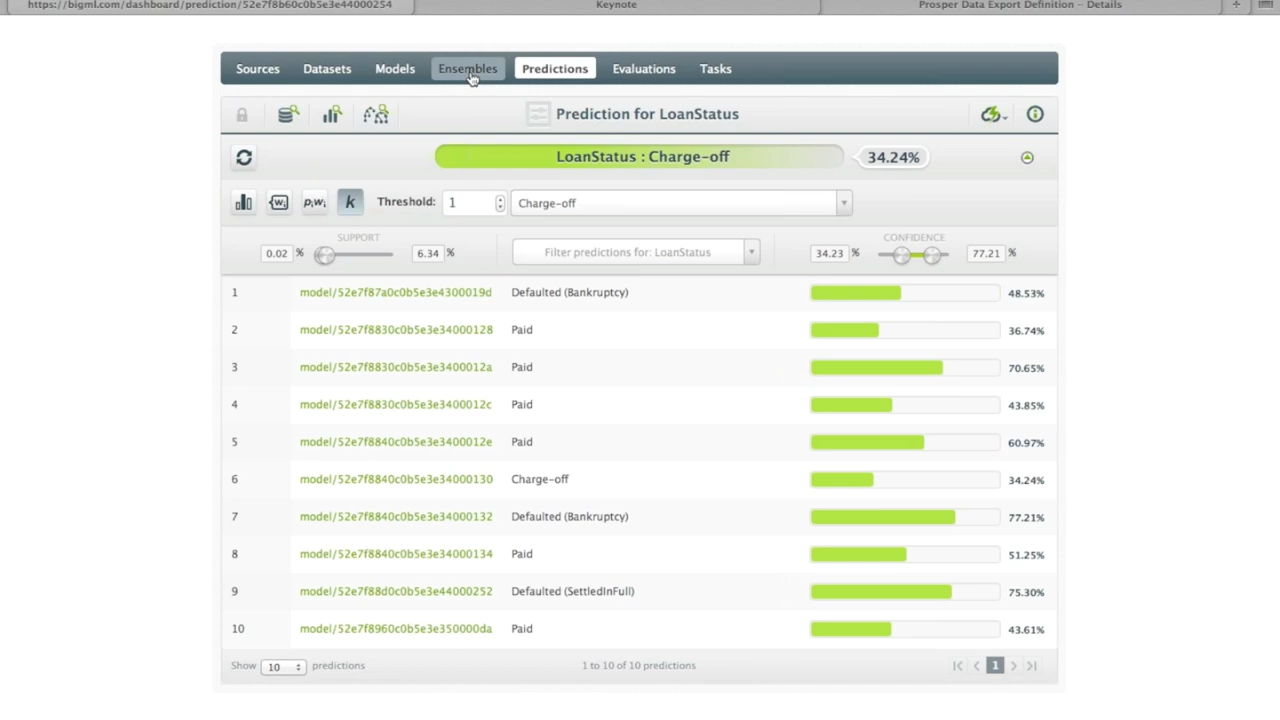 https://bigml.com/dashboard/prediction/52e7f8b60c0b5e3e44000254 Keynote Prosper Data Export Definition - Details +
Sources Datasets Models Ensembles Predictions Evaluations Tasks
Prediction for LoanStatus
LoanStatus : Charge-off 34.24%
k Threshold: 1 Charge-off
SUPPORT CONFIDENCE
0.02 % 6.34 % Filter predictions for: LoanStatus 34.23 % 77.21 %
1 model/52e7f87a0c0b5e3e4300019d Defaulted (Bankruptcy) 48.53%
2 model/52e7f8830c0b5e3e34000128 Paid 36.74%
3 model/52e7f8830c0b5e3e3400012a Paid 70.65%
4 model/52e7f8830c0b5e3e3400012c Paid 43.85%
5 model/52e7f8840c0b5e3e3400012e Paid 60.97%
6 model/52e7f8840c0b5e3e34000130 Charge-off 34.24%
7 model/52e7f8840c0b5e3e34000132 Defaulted (Bankruptcy) 77.21%
8 model/52e7f8840c0b5e3e34000134 Paid 51.25%
9 model/52e7f88d0c0b5e3e44000252 Defaulted (SettledInFull) 75.30%
10 model/52e7f8960c0b5e3e350000da Paid 43.61%
Show 10 predictions 1 to 10 of 10 predictions 1